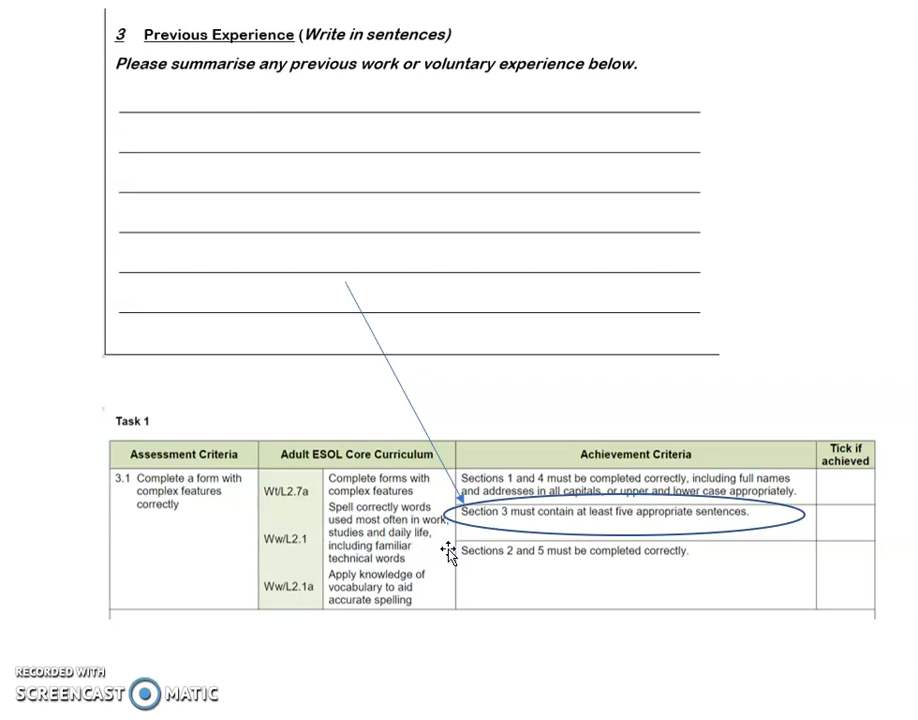 3 Previous Experience (Write in sentences)
Please summarise any previous work or voluntary experience below.
Task 1
Assessment Criteria
Adult ESOL Core Curriculum
Achievement Criteria
Tick if
achieved
3.1 Complete a form with
complex features
correctly
Wt/L2.7a
Complete forms with
complex features
Ww/L2.1
Spell correctly words
used most often in work,
studies and daily life,
including familiar
technical words
Ww/L2.1a
Apply knowledge of
vocabulary to aid
accurate spelling
Sections 1 and 4 must be completed correctly, including full names
and addresses in all capitals, or upper and lower case appropriately.
Section 3 must contain at least five appropriate sentences.
Sections 2 and 5 must be completed correctly.
RECORDED WITH
SCREENCAST MATIC